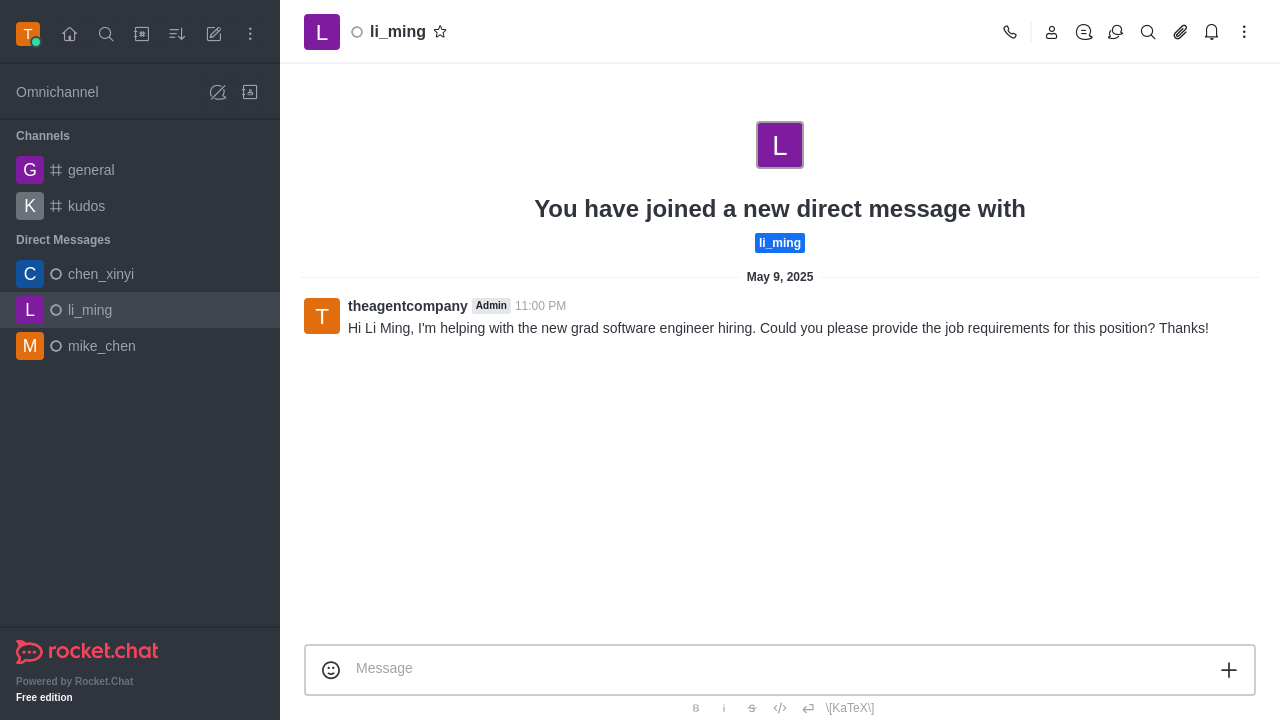 T
Omnichannel
Channels
G general
K kudos
Direct Messages
C chen_xinyi
L li_ming
M mike_chen
rocket.chat
Powered by Rocket.Chat
Free edition
L li_ming
L
You have joined a new direct message with
li_ming
May 9, 2025
T
theagentcompany Admin 11:00 PM
Hi Li Ming, I'm helping with the new grad software engineer hiring. Could you please provide the job requirements for this position? Thanks!
Message
B i S \[KaTeX\]